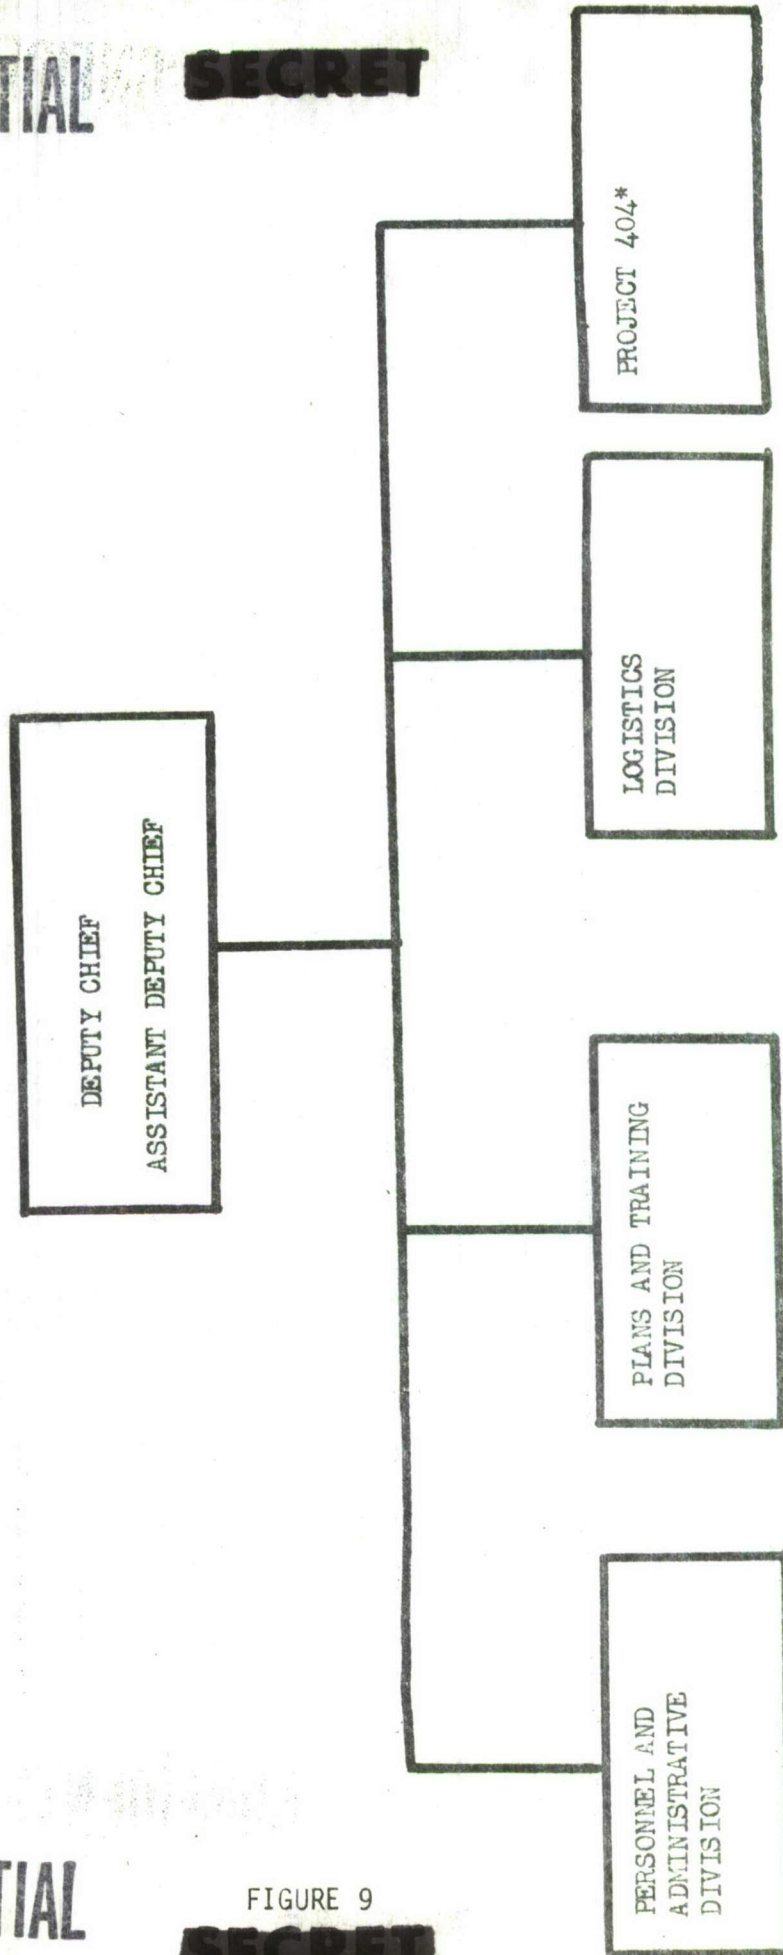 TIAL
SECRET
DEPUTY CHIEF
ASSISTANT DEPUTY CHIEF
PERSONNEL AND
ADMINISTRATIVE
DIVISION
PLANS AND TRAINING
DIVISION
LOGISTICS
DIVISION
PROJECT 404*
TIAL
FIGURE 9
SECRET